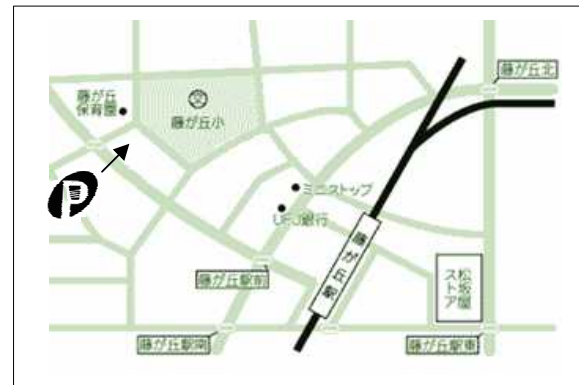 藤が丘北
藤が丘
保育園
文
藤が丘小
P
ミニストップ
UFJ銀行
藤が丘駅
藤が丘駅前
松坂屋
ストア
藤が丘駅南
藤が丘駅東